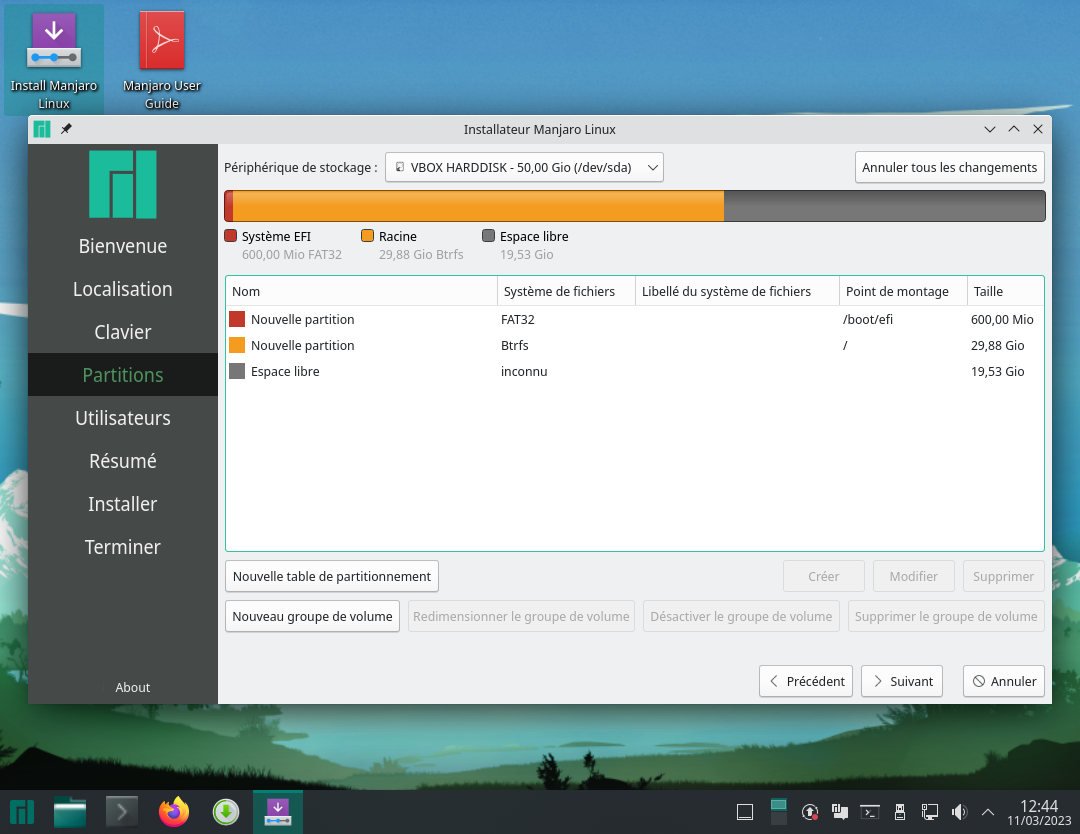 Install Manjaro
Linux
Manjaro User
Guide
Installateur Manjaro Linux
Bienvenue
Localisation
Clavier
Partitions
Utilisateurs
Résumé
Installer
Terminer
About
Périphérique de stockage : VBOX HARDDISK - 50,00 Gio (/dev/sda) Annuler tous les changements
Système EFI Racine Espace libre
600,00 Mio FAT32 29,88 Gio Btrfs 19,53 Gio
Nom Système de fichiers Libellé du système de fichiers Point de montage Taille
Nouvelle partition FAT32 /boot/efi 600,00 Mio
Nouvelle partition Btrfs / 29,88 Gio
Espace libre inconnu 19,53 Gio
Nouvelle table de partitionnement Créer Modifier Supprimer
Nouveau groupe de volume Redimensionner le groupe de volume Désactiver le groupe de volume Supprimer le groupe de volume
Précédent Suivant Annuler
12:44
11/03/2023